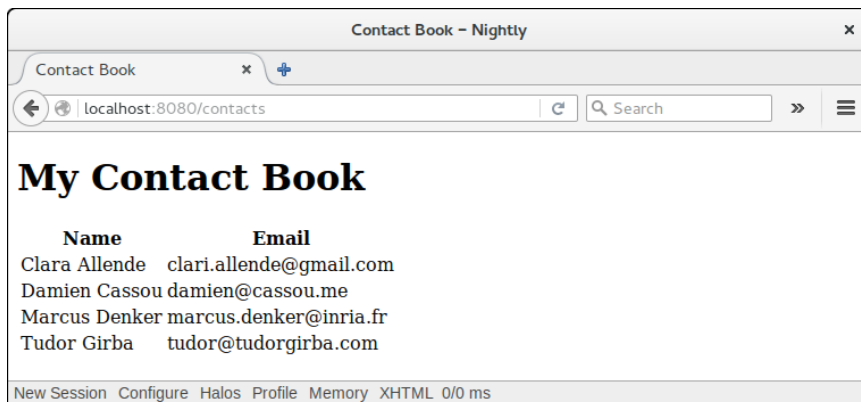 Contact Book – Nightly
Contact Book
localhost:8080/contacts
Search
My Contact Book
Name Email
Clara Allende clari.allende@gmail.com
Damien Cassou damien@cassou.me
Marcus Denker marcus.denker@inria.fr
Tudor Girba tudor@tudorgirba.com
New Session Configure Halos Profile Memory XHTML 0/0 ms